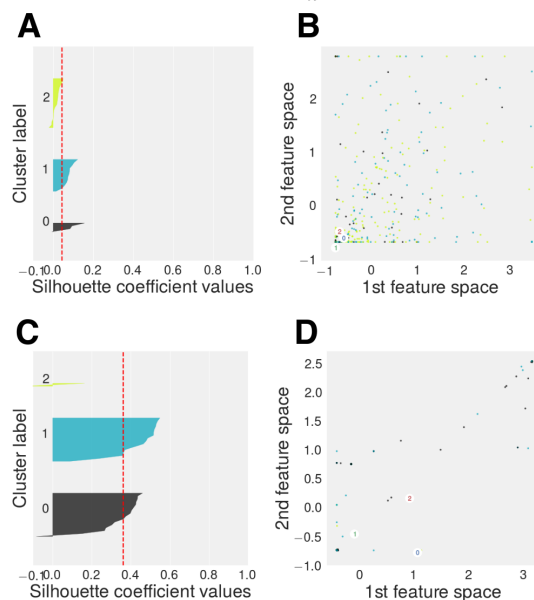 A
B
Cluster label
2
1
0
−0.1 0.0 0.2 0.4 0.6 0.8 1.0
Silhouette coefficient values
2nd feature space
2
1
0
−1
2
0
1
−1 0 1 2 3
1st feature space
C
D
Cluster label
2
1
0
−0.1 0.0 0.2 0.4 0.6 0.8 1.0
Silhouette coefficient values
2nd feature space
2.5
2.0
1.5
1.0
0.5
0.0
−0.5
−1.0
2
1
0
0 1 2 3
1st feature space